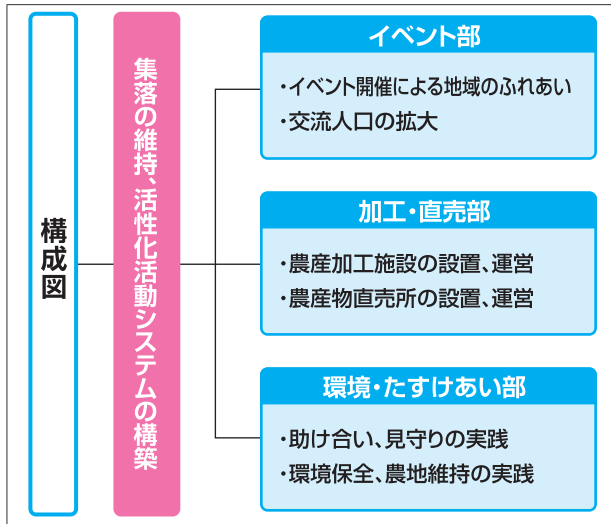 構成図
集落の維持、活性化活動システムの構築
イベント部
・イベント開催による地域のふれあい
・交流人口の拡大
加工・直売部
・農産加工施設の設置、運営
・農産物直売所の設置、運営
環境・たすけあい部
・助け合い、見守りの実践
・環境保全、農地維持の実践